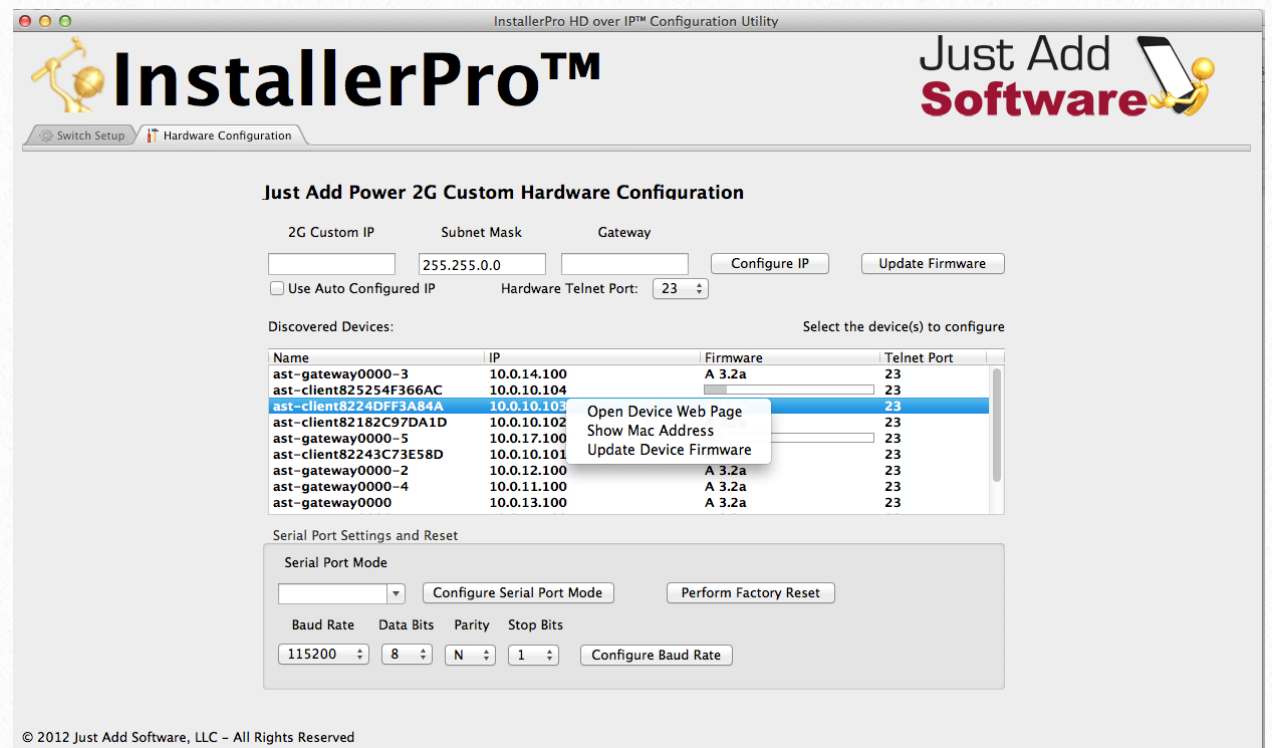 InstallerPro HD over IP™ Configuration Utility
InstallerPro™
Just Add
Software
Switch Setup
Hardware Configuration
Just Add Power 2G Custom Hardware Configuration
2G Custom IP Subnet Mask Gateway
255.255.0.0 Configure IP Update Firmware
Use Auto Configured IP Hardware Telnet Port: 23
Discovered Devices: Select the device(s) to configure
Name IP Firmware Telnet Port
ast-gateway0000-3 10.0.14.100 A 3.2a 23
ast-client825254F366AC 10.0.10.104 23
ast-client8224DFF3A84A 10.0.10.103 23
ast-client82182C97DA1D 10.0.10.102 23
ast-gateway0000-5 10.0.17.100 23
ast-client82243C73E58D 10.0.10.101 23
ast-gateway0000-2 10.0.12.100 A 3.2a 23
ast-gateway0000-4 10.0.11.100 A 3.2a 23
ast-gateway0000 10.0.13.100 A 3.2a 23
Open Device Web Page
Show Mac Address
Update Device Firmware
Serial Port Settings and Reset
Serial Port Mode
Configure Serial Port Mode Perform Factory Reset
Baud Rate Data Bits Parity Stop Bits
115200 8 N 1 Configure Baud Rate
© 2012 Just Add Software, LLC – All Rights Reserved